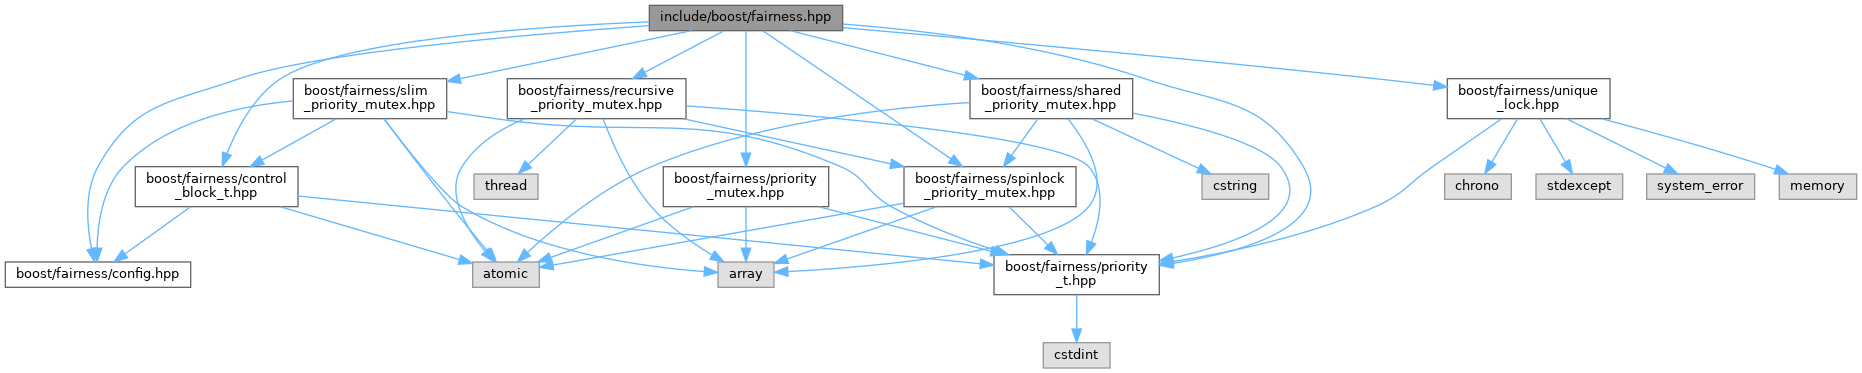 include/boost/fairness.hpp
boost/fairness/slim
_priority_mutex.hpp
boost/fairness/recursive
_priority_mutex.hpp
boost/fairness/shared
_priority_mutex.hpp
boost/fairness/unique
_lock.hpp
boost/fairness/control
_block_t.hpp
thread
boost/fairness/priority
_mutex.hpp
boost/fairness/spinlock
_priority_mutex.hpp
cstring
chrono
stdexcept
system_error
memory
boost/fairness/config.hpp
atomic
array
boost/fairness/priority
_t.hpp
cstdint